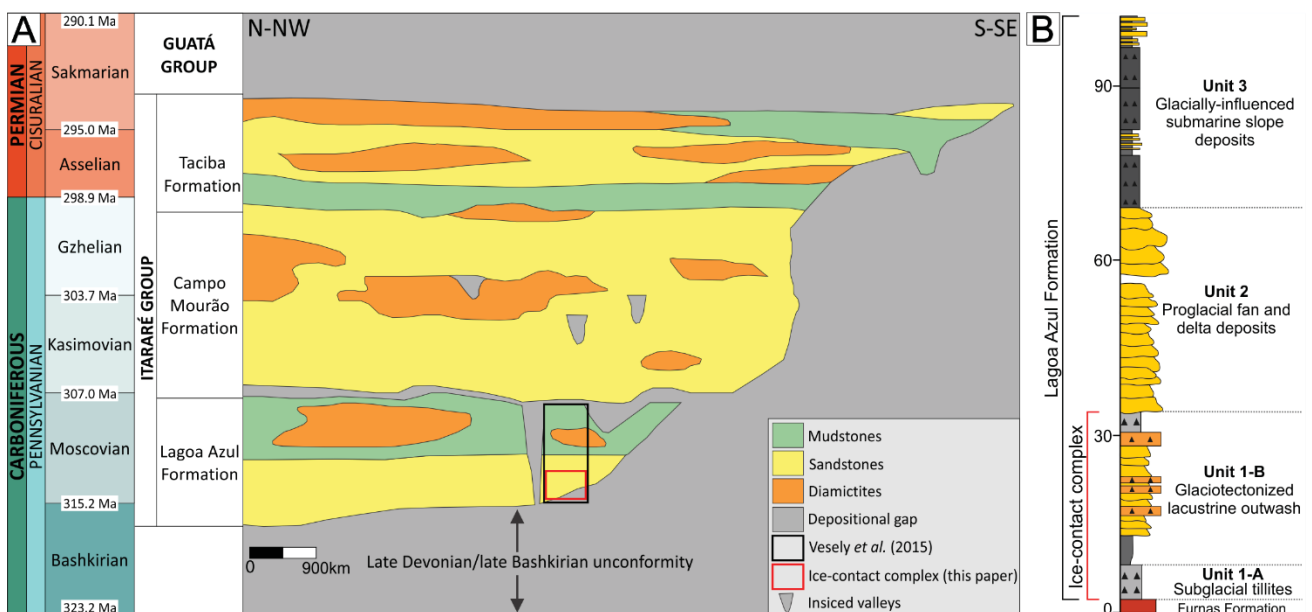 A
290.1 Ma
PERMIAN
CISURALIAN
Sakmarian
295.0 Ma
Asselian
298.9 Ma
CARBONIFEROUS
PENNSYLVANIAN
Gzhelian
303.7 Ma
Kasimovian
307.0 Ma
Moscovian
315.2 Ma
Bashkirian
323.2 Ma
GUATÁ
GROUP
ITARARÉ GROUP
Taciba
Formation
Campo
Mourão
Formation
Lagoa Azul
Formation
N-NW
S-SE
Late Devonian/late Bashkirian unconformity
0
900km
Mudstones
Sandstones
Diamictites
Depositional gap
Vesely et al. (2015)
Ice-contact complex (this paper)
Insiced valleys
B
Lagoa Azul Formation
Ice-contact complex
90
60
30
0
Unit 3
Glacially-influenced
submarine slope
deposits
Unit 2
Proglacial fan and
delta deposits
Unit 1-B
Glaciotectonized
lacustrine outwash
Unit 1-A
Subglacial tillites
Furnas Formation